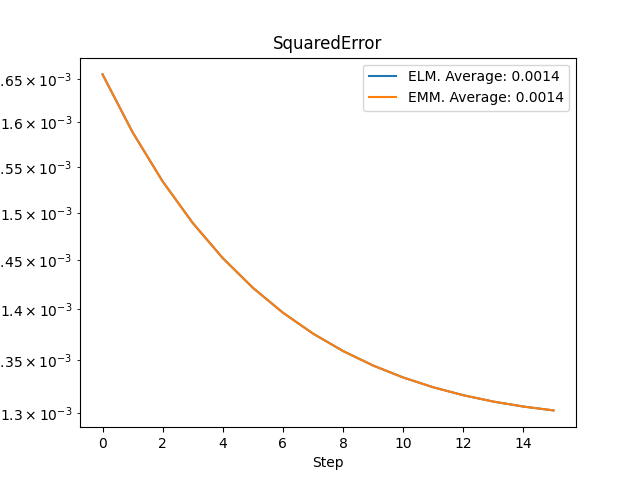 SquaredError
ELM. Average: 0.0014
EMM. Average: 0.0014
.65 × 10⁻³
1.6 × 10⁻³
.55 × 10⁻³
1.5 × 10⁻³
.45 × 10⁻³
1.4 × 10⁻³
.35 × 10⁻³
1.3 × 10⁻³
0 2 4 6 8 10 12 14
Step